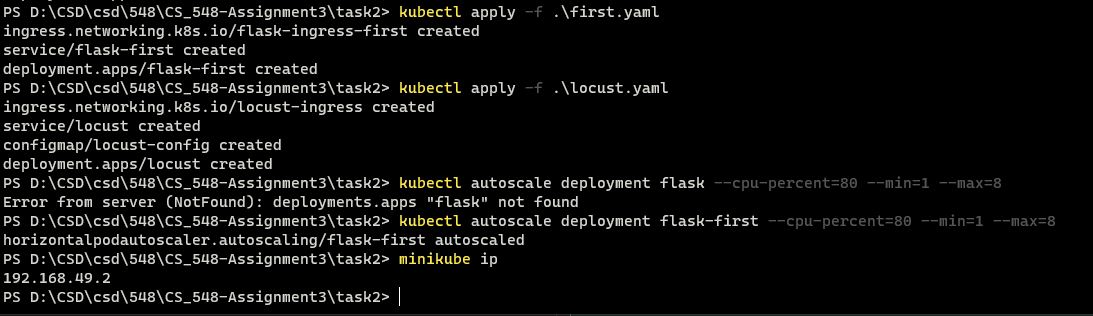 PS D:\CSD\csd\548\CS_548-Assignment3\task2> kubectl apply -f .\first.yaml
ingress.networking.k8s.io/flask-ingress-first created
service/flask-first created
deployment.apps/flask-first created
PS D:\CSD\csd\548\CS_548-Assignment3\task2> kubectl apply -f .\locust.yaml
ingress.networking.k8s.io/locust-ingress created
service/locust created
configmap/locust-config created
deployment.apps/locust created
PS D:\CSD\csd\548\CS_548-Assignment3\task2> kubectl autoscale deployment flask --cpu-percent=80 --min=1 --max=8
Error from server (NotFound): deployments.apps "flask" not found
PS D:\CSD\csd\548\CS_548-Assignment3\task2> kubectl autoscale deployment flask-first --cpu-percent=80 --min=1 --max=8
horizontalpodautoscaler.autoscaling/flask-first autoscaled
PS D:\CSD\csd\548\CS_548-Assignment3\task2> minikube ip
192.168.49.2
PS D:\CSD\csd\548\CS_548-Assignment3\task2>